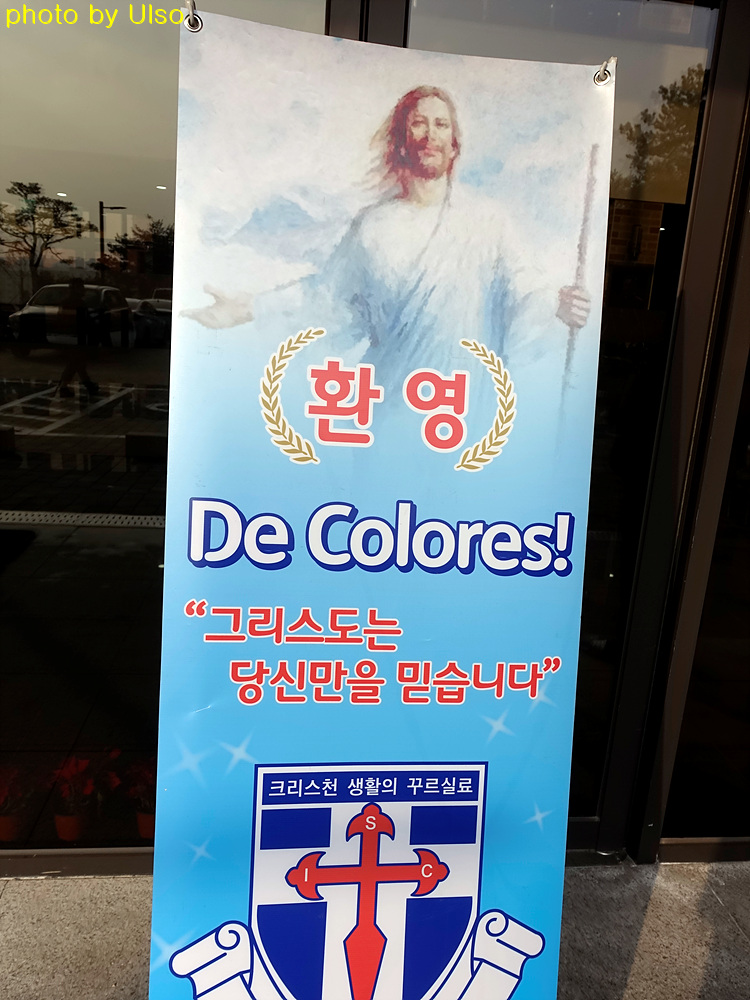 photo by Ulso
환 영
De Colores!
“그리스도는
당신만을 믿습니다”
크리스천 생활의 꾸르실료
S
I C